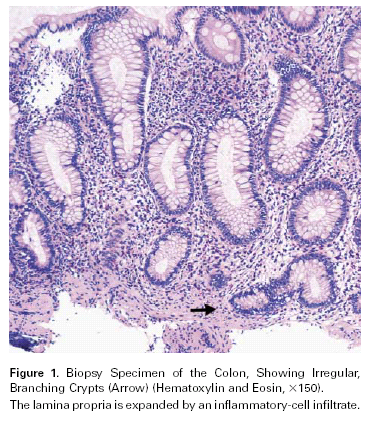 Figure 1. Biopsy Specimen of the Colon, Showing Irregular,
Branching Crypts (Arrow) (Hematoxylin and Eosin, ×150).
The lamina propria is expanded by an inflammatory-cell infiltrate.